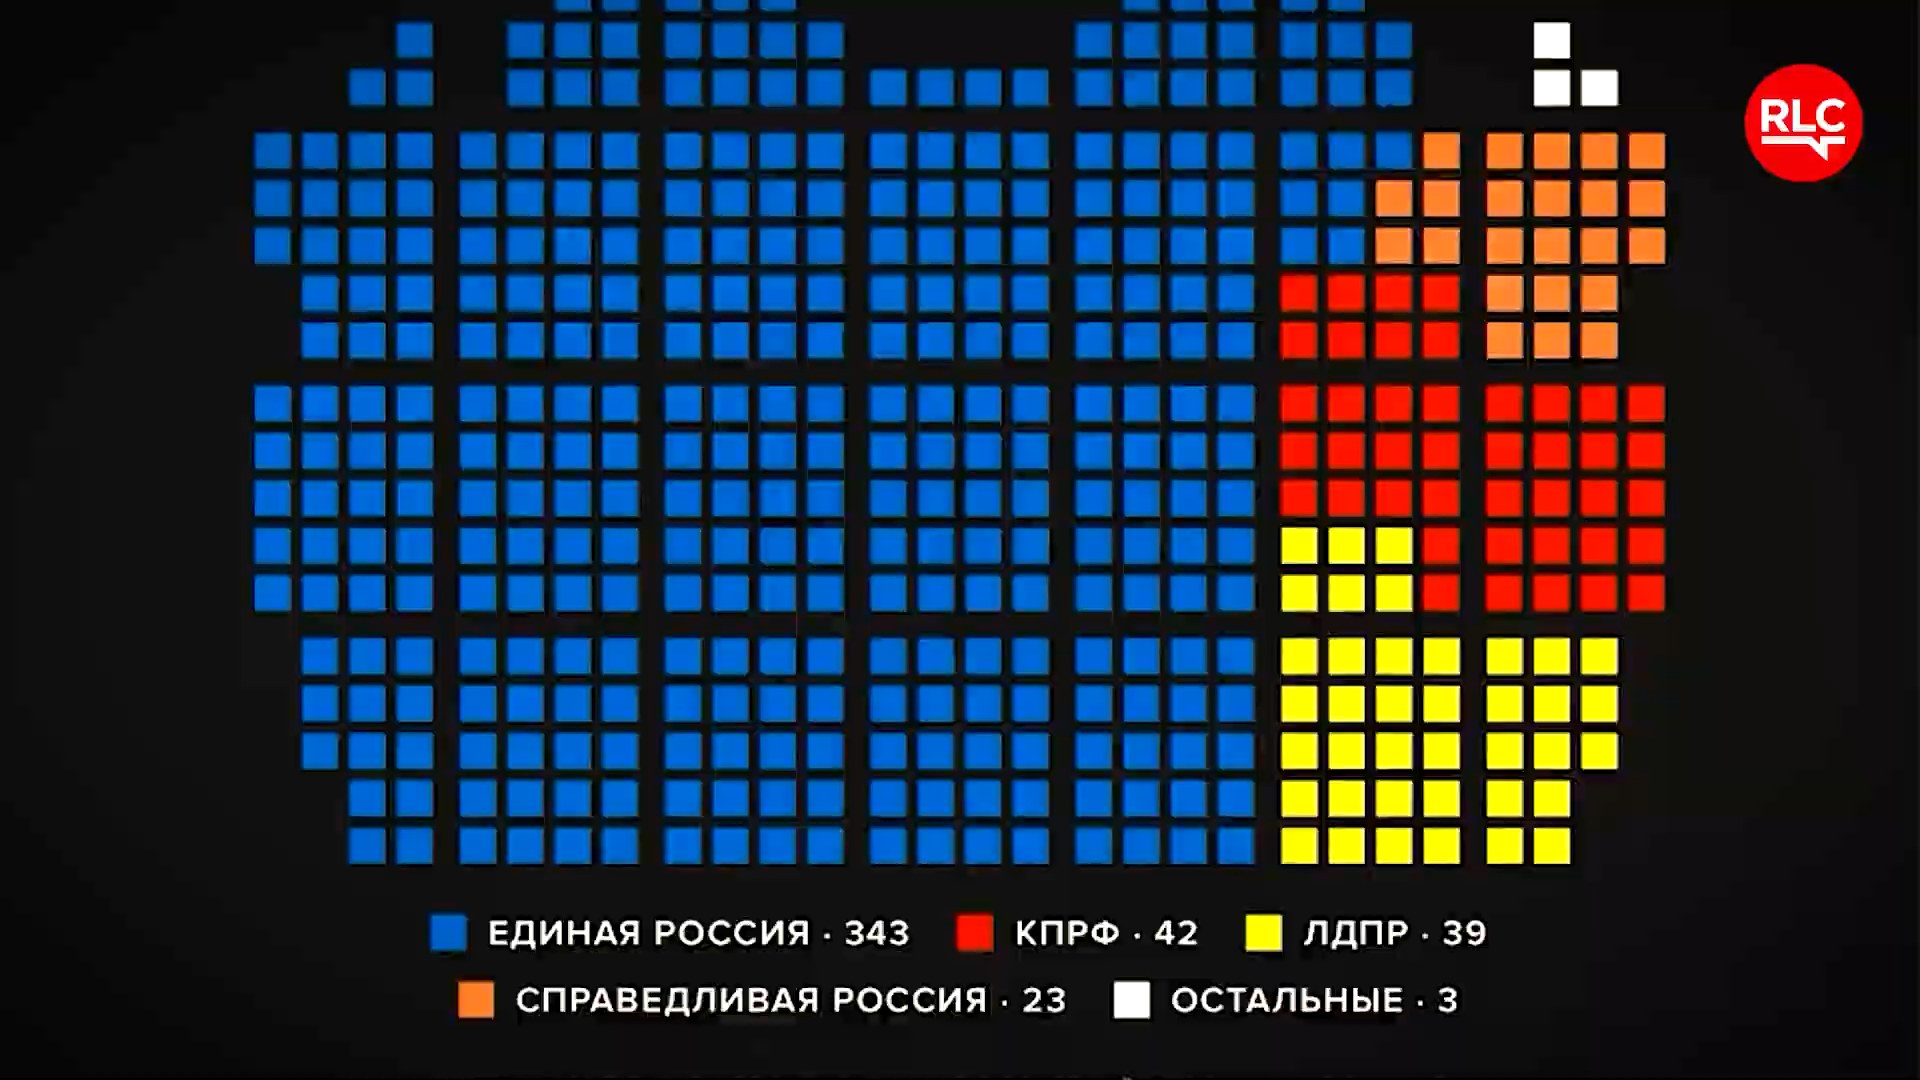 RLC
ЕДИНАЯ РОССИЯ · 343 КПРФ · 42 ЛДПР · 39
СПРАВЕДЛИВАЯ РОССИЯ · 23 ОСТАЛЬНЫЕ · 3